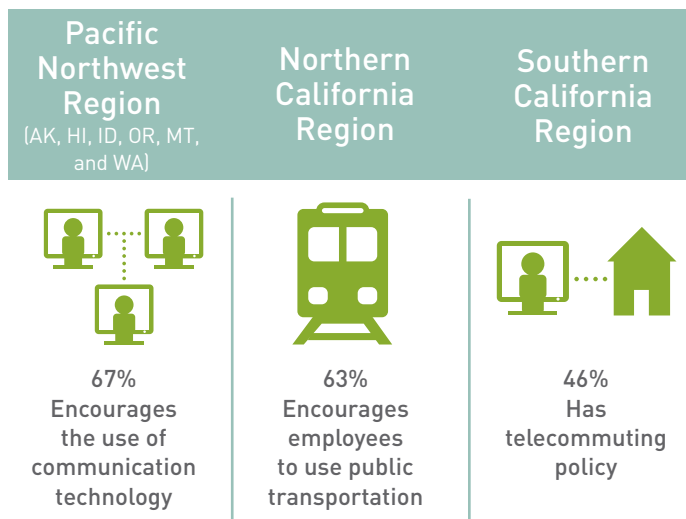 Pacific
Northwest
Region
(AK, HI, ID, OR, MT,
and WA)
Northern
California
Region
Southern
California
Region
67%
Encourages
the use of
communication
technology
63%
Encourages
employees
to use public
transportation
46%
Has
telecommuting
policy